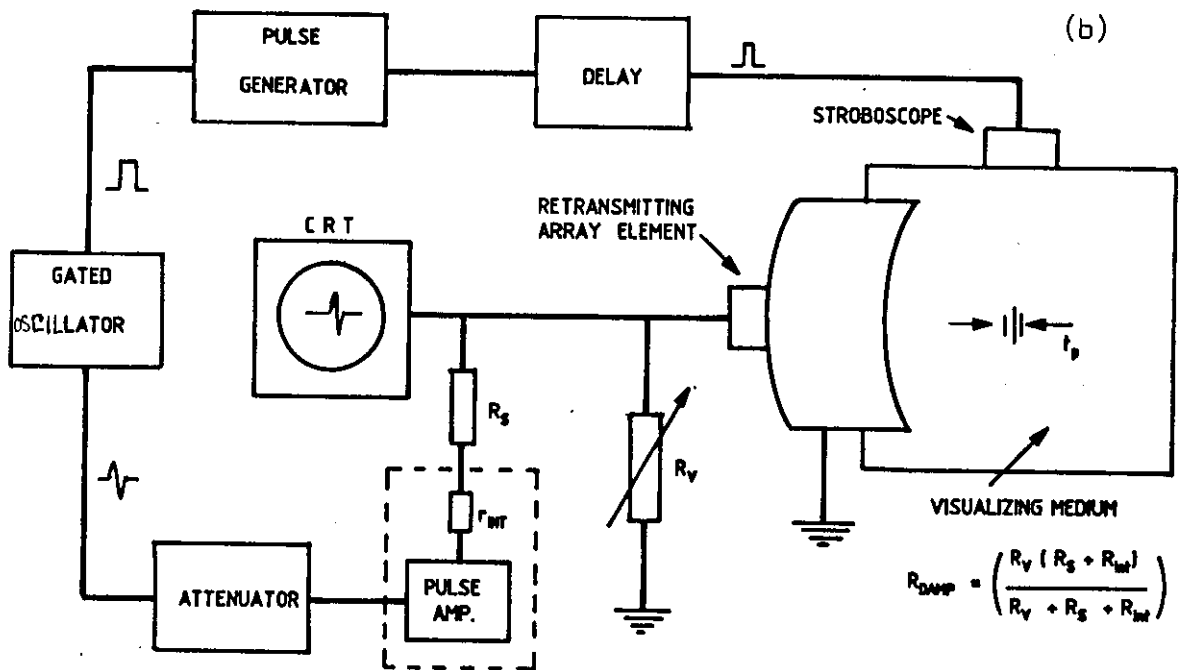 (b)
PULSE
GENERATOR
DELAY
STROBOSCOPE
RETRANSMITTING
ARRAY ELEMENT
CRT
GATED
OSCILLATOR
t_p
R_S
R_V
r_INT
VISUALIZING MEDIUM
ATTENUATOR
PULSE
AMP.
R_DAMP = ( R_V ( R_S + R_int ) / R_V + R_S + R_int )